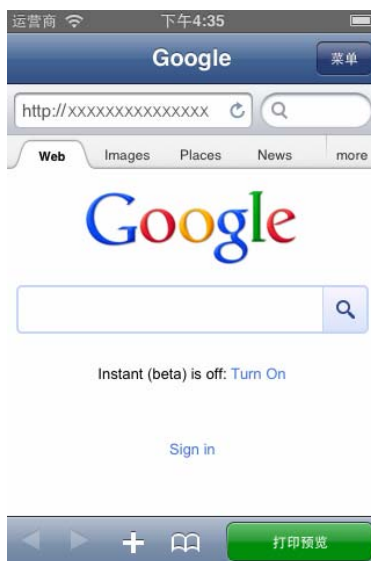 运营商 下午4:35
Google 菜单
http://xxxxxxxxxxxxxxx
Web Images Places News more
Google
Instant (beta) is off: Turn On
Sign in
打印预览